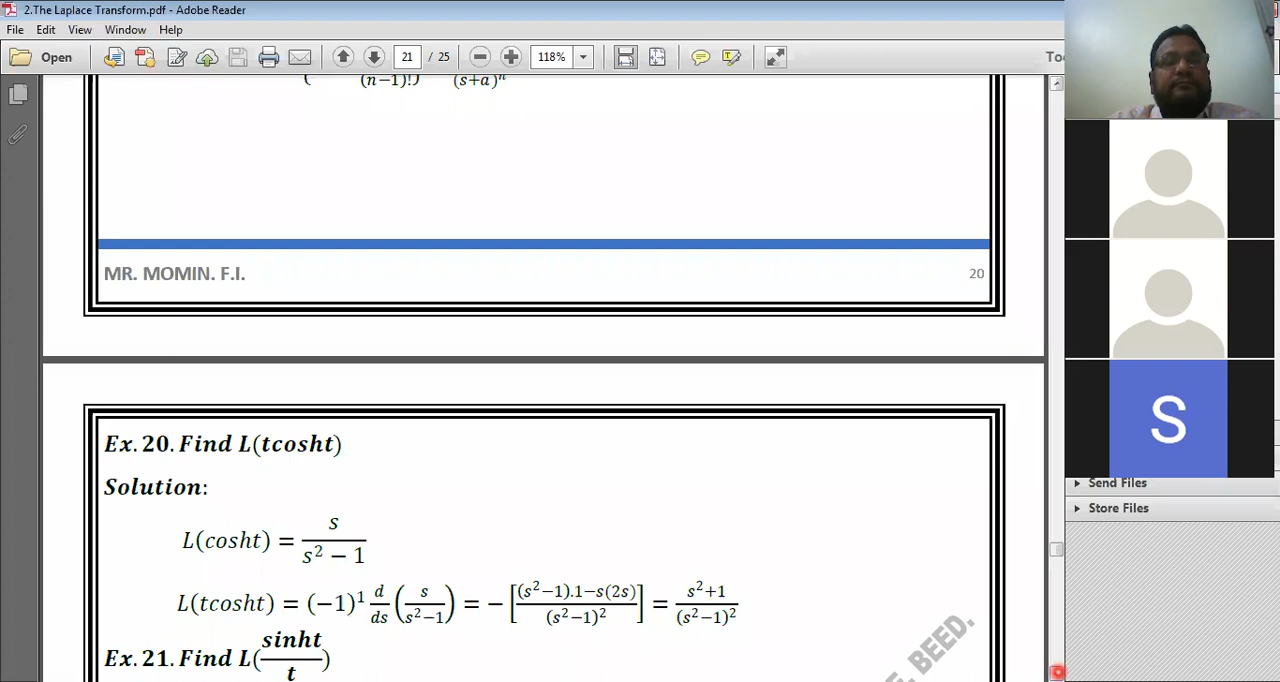 2.The Laplace Transform.pdf - Adobe Reader
File Edit View Window Help
Open 21 / 25 118%
(n−1)!) (s+a)ⁿ
MR. MOMIN. F.I. 20
Ex. 20. Find L(tcosht)
Solution:
L(cosht) = s/(s² − 1)
L(tcosht) = (−1)¹ d/ds (s/(s²−1)) = − [((s²−1).1−s(2s))/(s²−1)²] = (s²+1)/(s²−1)²
Ex. 21. Find L(sinht/t)
BEED.
S
Send Files
Store Files